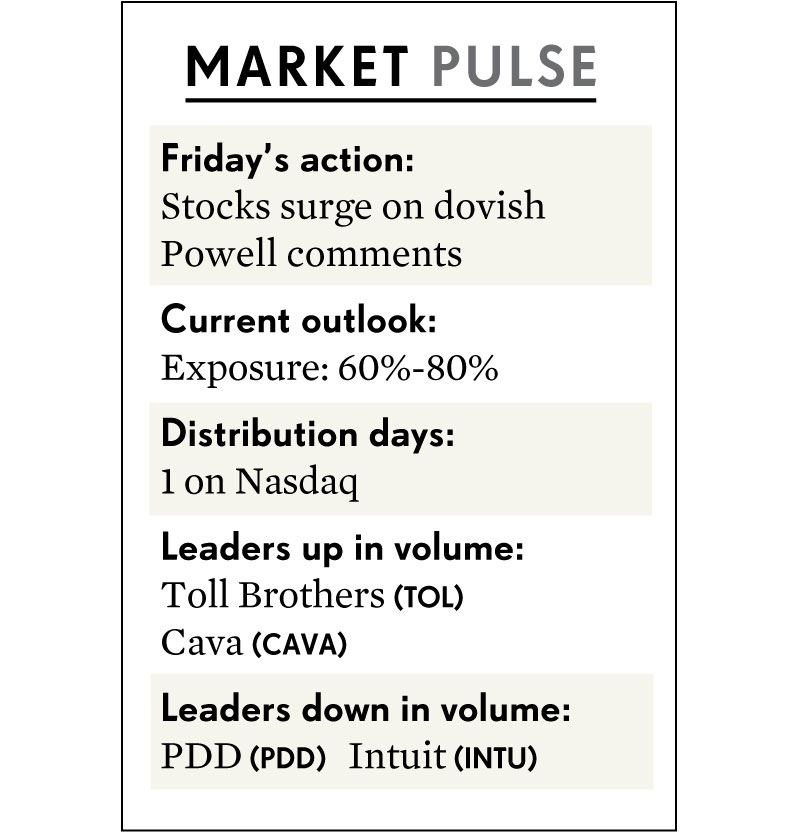 MARKET PULSE
Friday’s action:
Stocks surge on dovish
Powell comments
Current outlook:
Exposure: 60%-80%
Distribution days:
1 on Nasdaq
Leaders up in volume:
Toll Brothers (TOL)
Cava (CAVA)
Leaders down in volume:
PDD (PDD) Intuit (INTU)